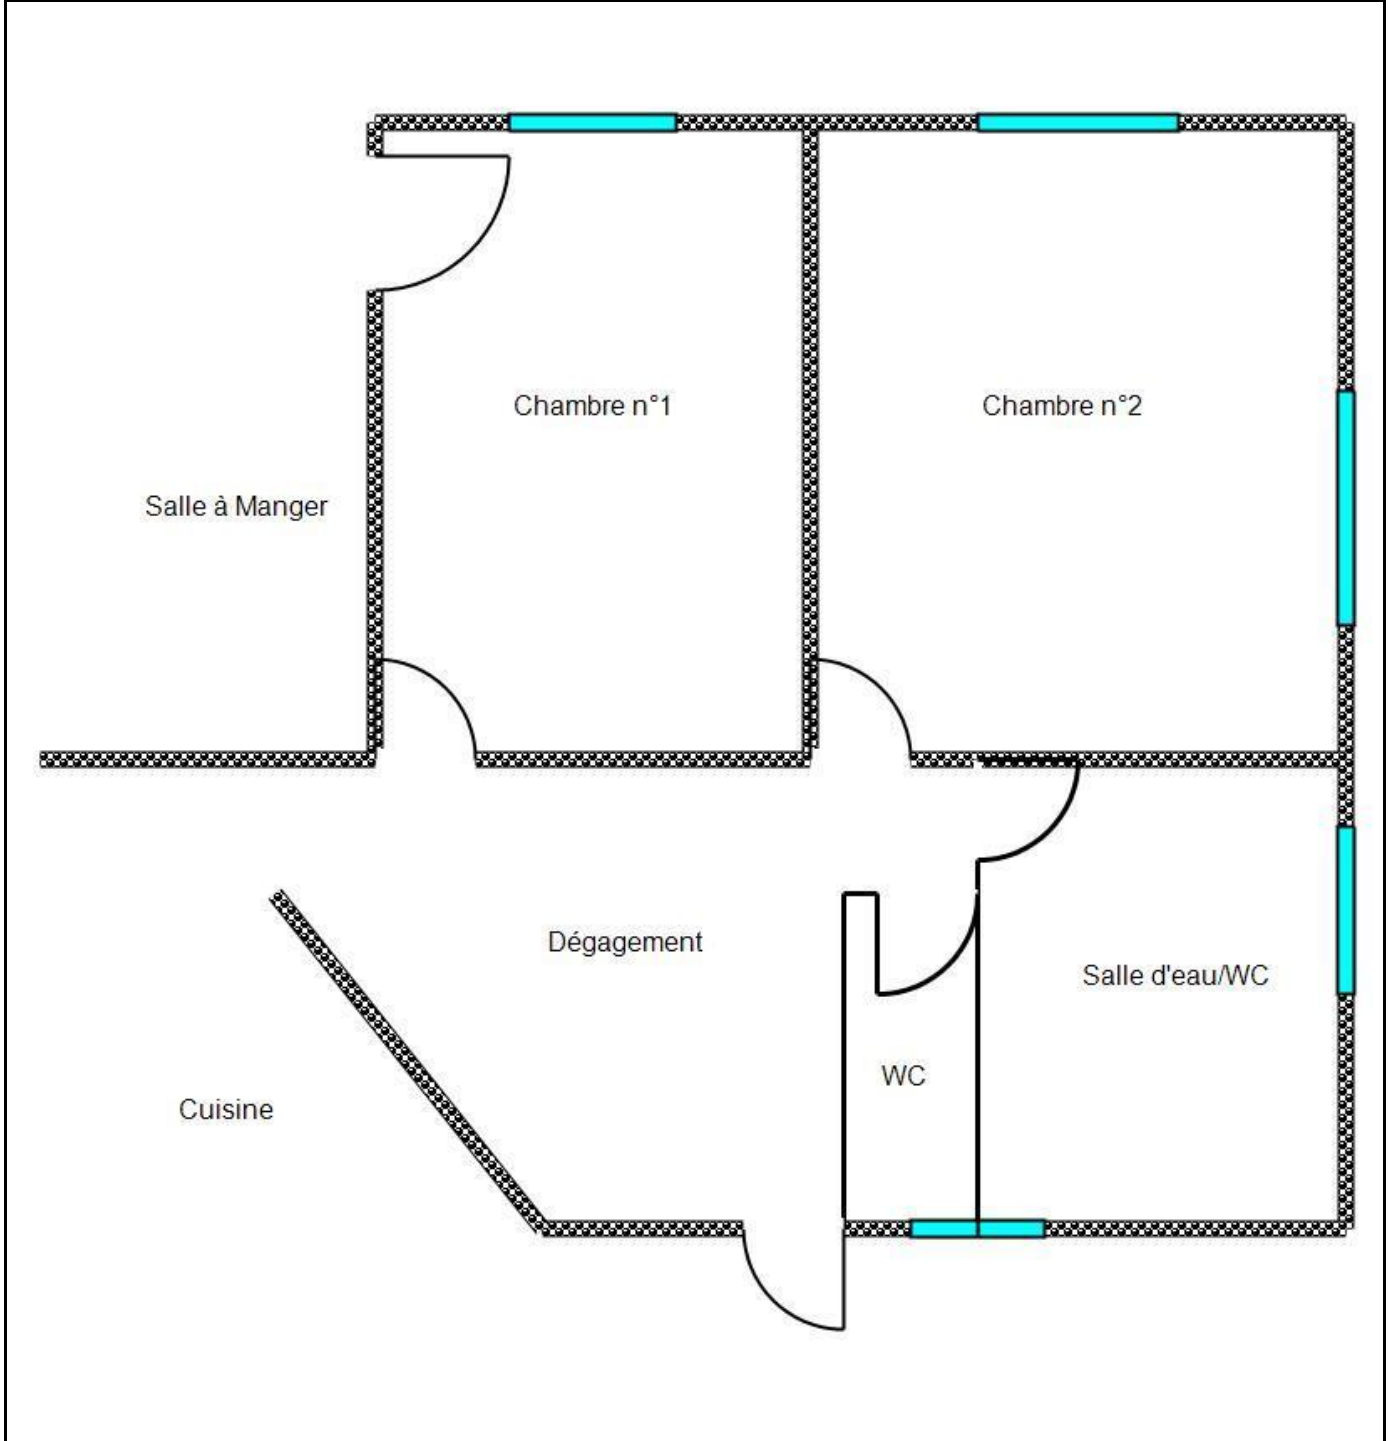 Chambre n°1
Chambre n°2
Salle à Manger
Dégagement
Salle d'eau/WC
WC
Cuisine